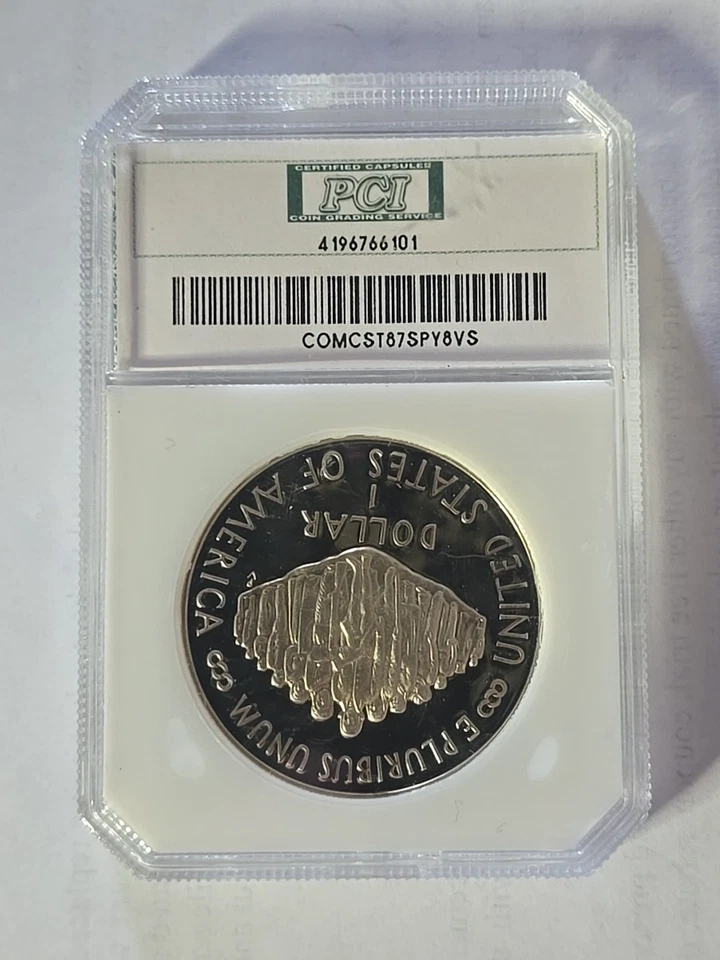 CERTIFIED CAPSULES
PCI
COIN GRADING SERVICE
4196766101
COMCST87SPY8VS
UNITED STATES OF AMERICA
1
DOLLAR
E PLURIBUS UNUM